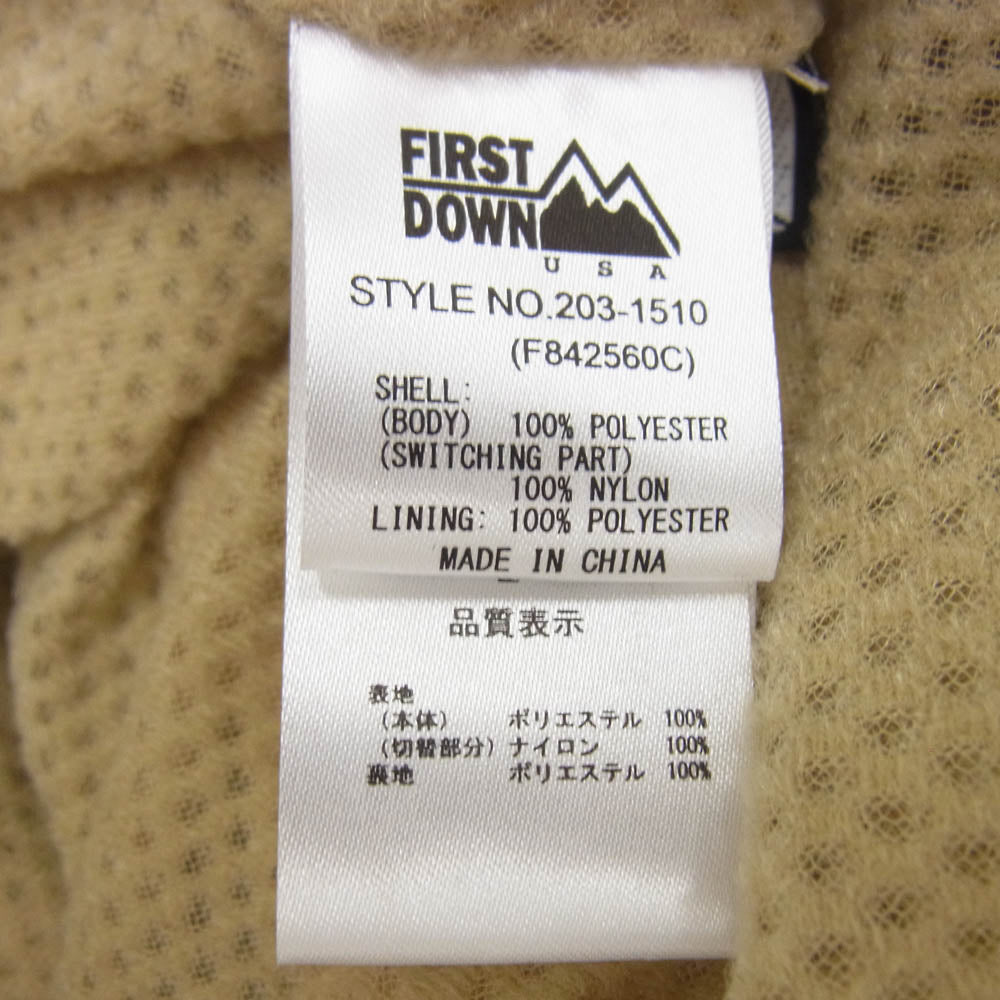 FIRST
DOWN
USA
STYLE NO.203-1510
(F842560C)
SHELL:
(BODY) 100% POLYESTER
(SWITCHING PART)
100% NYLON
LINING: 100% POLYESTER
MADE IN CHINA
品質表示
表地
(本体) ポリエステル 100%
(切替部分) ナイロン 100%
裏地 ポリエステル 100%